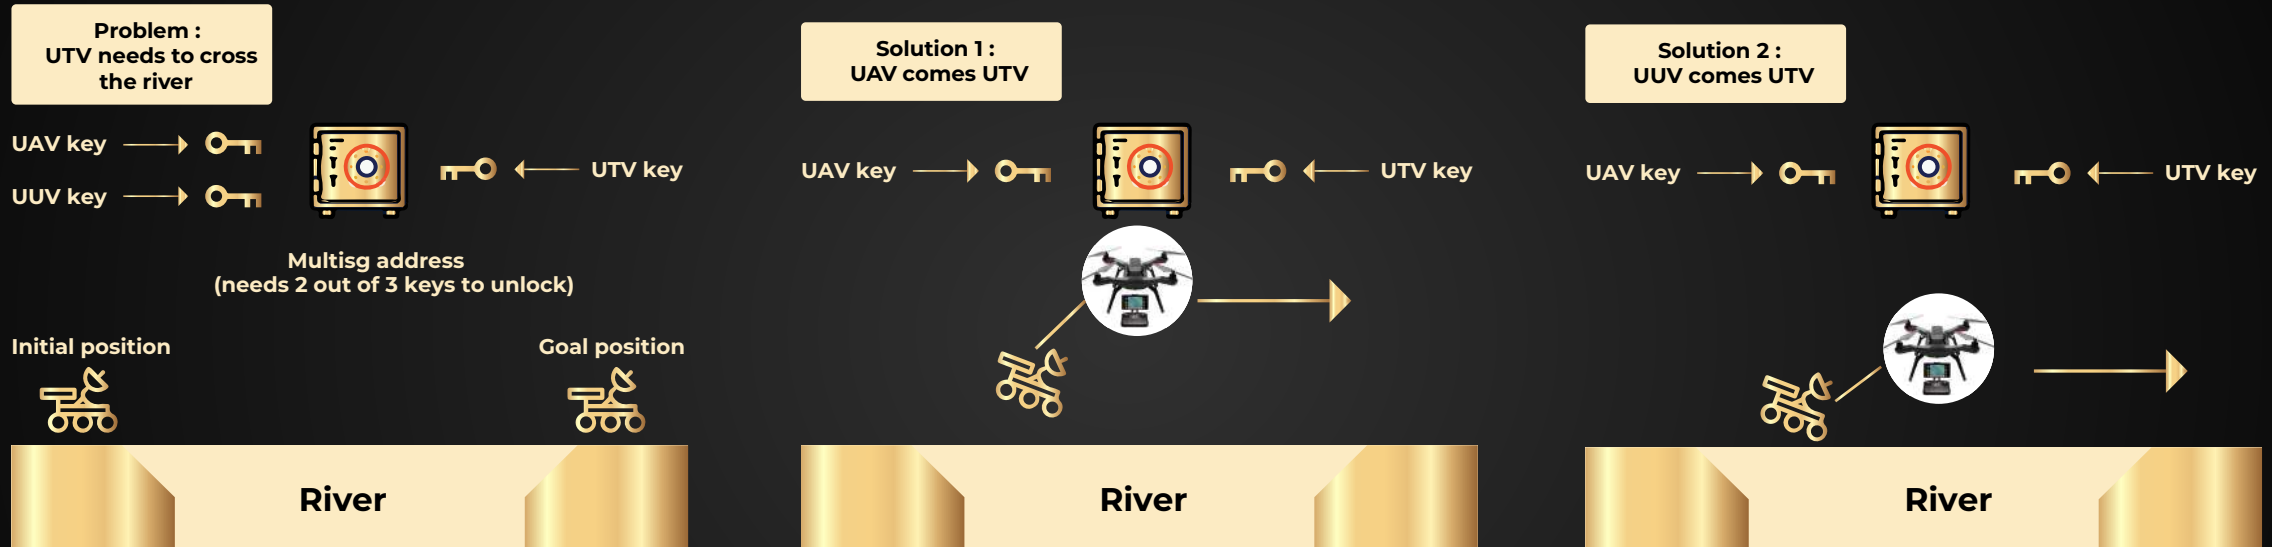 Problem :
UTV needs to cross
the river
UAV key
UUV key
UTV key
Multisg address
(needs 2 out of 3 keys to unlock)
Initial position
Goal position
River
Solution 1 :
UAV comes UTV
UAV key
UTV key
River
Solution 2 :
UUV comes UTV
UAV key
UTV key
River